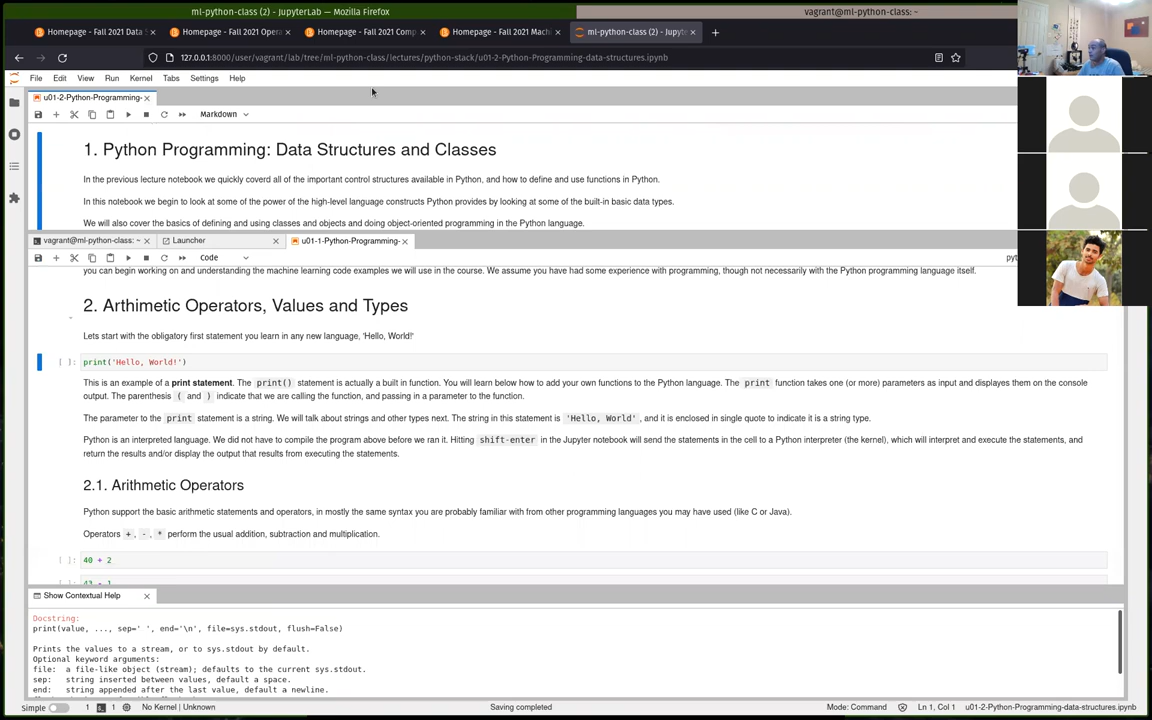 ml-python-class (2) - JupyterLab — Mozilla Firefox
vagrant@ml-python-class: ~
Homepage - Fall 2021 Data S
Homepage - Fall 2021 Opera
Homepage - Fall 2021 Comp
Homepage - Fall 2021 Machi
ml-python-class (2) - Jupyte
127.0.0.1:8000/user/vagrant/lab/tree/ml-python-class/lectures/python-stack/u01-2-Python-Programming-data-structures.ipynb
File Edit View Run Kernel Tabs Settings Help
u01-2-Python-Programming-
Markdown
1. Python Programming: Data Structures and Classes
In the previous lecture notebook we quickly coverd all of the important control structures available in Python, and how to define and use functions in Python.
In this notebook we begin to look at some of the power of the high-level language constructs Python provides by looking at some of the built-in basic data types.
We will also cover the basics of defining and using classes and objects and doing object-oriented programming in the Python language.
vagrant@ml-python-class: ~
Launcher
u01-1-Python-Programming-
Code
pyt
you can begin working on and understanding the machine learning code examples we will use in the course. We assume you have had some experience with programming, though not necessarily with the Python programming language itself.
2. Arthimetic Operators, Values and Types
Lets start with the obligatory first statement you learn in any new language, 'Hello, World!'
[ ]: print('Hello, World!')
This is an example of a print statement. The print() statement is actually a built in function. You will learn below how to add your own functions to the Python language. The print function takes one (or more) parameters as input and displayes them on the console
output. The parenthesis ( and ) indicate that we are calling the function, and passing in a parameter to the function.
The parameter to the print statement is a string. We will talk about strings and other types next. The string in this statement is 'Hello, World', and it is enclosed in single quote to indicate it is a string type.
Python is an interpreted language. We did not have to compile the program above before we ran it. Hitting shift-enter in the Jupyter notebook will send the statements in the cell to a Python interpreter (the kernel), which will interpret and execute the statements, and
return the results and/or display the output that results from executing the statements.
2.1. Arithmetic Operators
Python support the basic arithmetic statements and operators, in mostly the same syntax you are probably familiar with from other programming languages you may have used (like C or Java).
Operators +, -, * perform the usual addition, subtraction and multiplication.
[ ]: 40 + 2
[ ]: 43 - 1
Show Contextual Help
Docstring:
print(value, ..., sep=' ', end='\n', file=sys.stdout, flush=False)
Prints the values to a stream, or to sys.stdout by default.
Optional keyword arguments:
file: a file-like object (stream); defaults to the current sys.stdout.
sep: string inserted between values, default a space.
end: string appended after the last value, default a newline.
Simple 1 1 No Kernel | Unknown
Saving completed
Mode: Command
Ln 1, Col 1
u01-2-Python-Programming-data-structures.ipynb